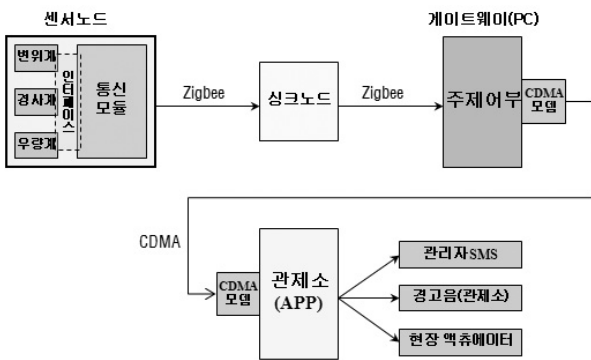 센서노드
게이트웨이(PC)
변위계
경사계
우량계
인터페이스
통신
모듈
Zigbee
싱크노드
Zigbee
주제어부
CDMA
모뎀
CDMA
CDMA
모뎀
관제소
(APP)
관리자 SMS
경고음(관제소)
현장 액츄에이터